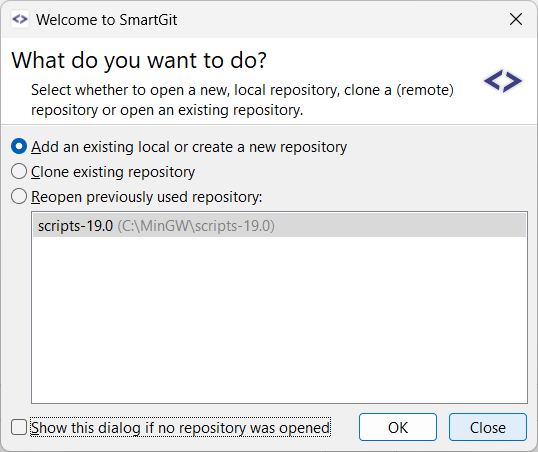 Welcome to SmartGit
What do you want to do?
Select whether to open a new, local repository, clone a (remote)
repository or open an existing repository.
Add an existing local or create a new repository
Clone existing repository
Reopen previously used repository:
scripts-19.0 (C:\MinGW\scripts-19.0)
Show this dialog if no repository was opened
OK
Close